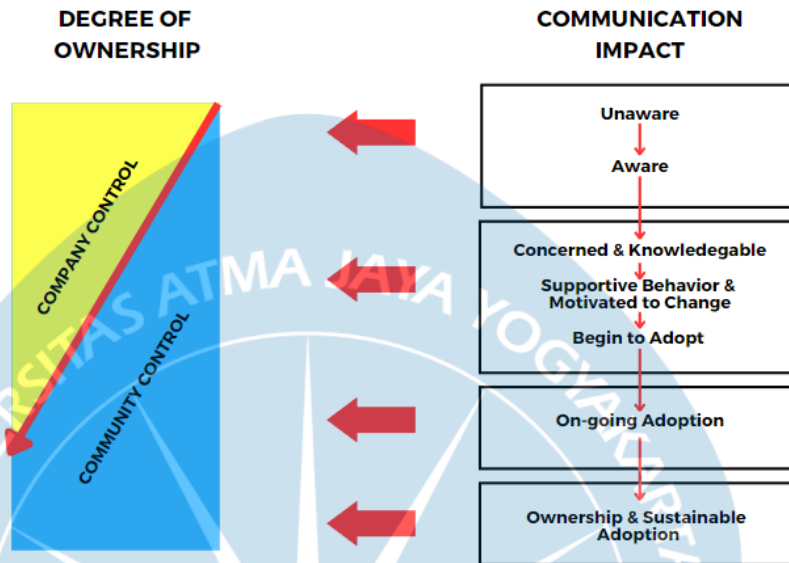 DEGREE OF
OWNERSHIP
COMPANY CONTROL
COMMUNITY CONTROL
COMMUNICATION
IMPACT
Unaware
Aware
Concerned & Knowledegable
Supportive Behavior &
Motivated to Change
Begin to Adopt
On-going Adoption
Ownership & Sustainable
Adoption
RSITAS ATMA JAYA YOGYAKARTA